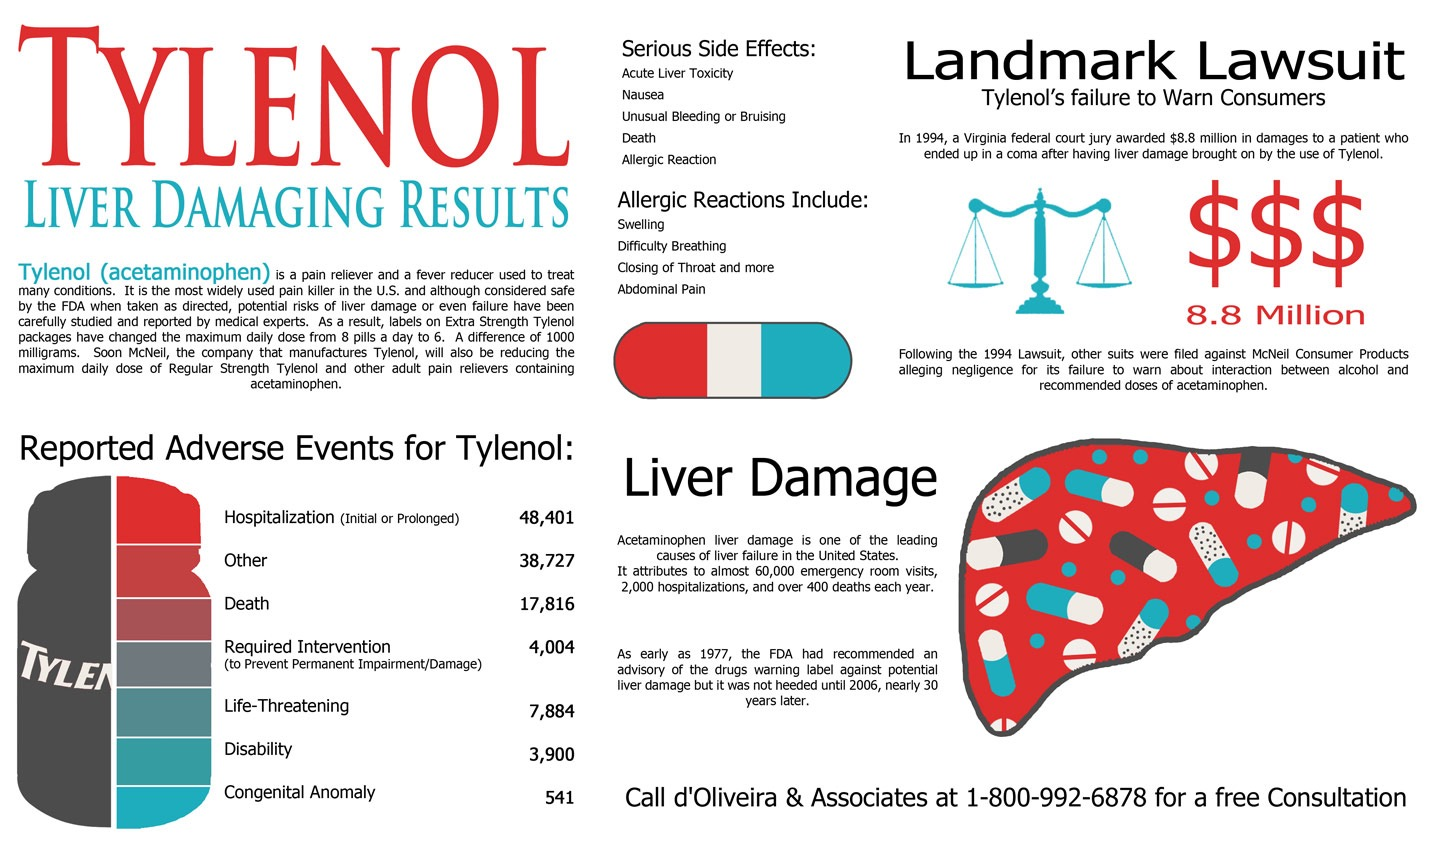 TYLENOL
LIVER DAMAGING RESULTS
Tylenol (acetaminophen) is a pain reliever and a fever reducer used to treat
many conditions. It is the most widely used pain killer in the U.S. and although considered safe
by the FDA when taken as directed, potential risks of liver damage or even failure have been
carefully studied and reported by medical experts. As a result, labels on Extra Strength Tylenol
packages have changed the maximum daily dose from 8 pills a day to 6. A difference of 1000
milligrams. Soon McNeil, the company that manufactures Tylenol, will also be reducing the
maximum daily dose of Regular Strength Tylenol and other adult pain relievers containing
acetaminophen.
Serious Side Effects:
Acute Liver Toxicity
Nausea
Unusual Bleeding or Bruising
Death
Allergic Reaction
Allergic Reactions Include:
Swelling
Difficulty Breathing
Closing of Throat and more
Abdominal Pain
Landmark Lawsuit
Tylenol's failure to Warn Consumers
In 1994, a Virginia federal court jury awarded $8.8 million in damages to a patient who
ended up in a coma after having liver damage brought on by the use of Tylenol.
$$$
8.8 Million
Following the 1994 Lawsuit, other suits were filed against McNeil Consumer Products
alleging negligence for its failure to warn about interaction between alcohol and
recommended doses of acetaminophen.
Reported Adverse Events for Tylenol:
TYLEN
Hospitalization (Initial or Prolonged) 48,401
Other 38,727
Death 17,816
Required Intervention 4,004
(to Prevent Permanent Impairment/Damage)
Life-Threatening 7,884
Disability 3,900
Congenital Anomaly 541
Liver Damage
Acetaminophen liver damage is one of the leading
causes of liver failure in the United States.
It attributes to almost 60,000 emergency room visits,
2,000 hospitalizations, and over 400 deaths each year.
As early as 1977, the FDA had recommended an
advisory of the drugs warning label against potential
liver damage but it was not heeded until 2006, nearly 30
years later.
Call d'Oliveira & Associates at 1-800-992-6878 for a free Consultation